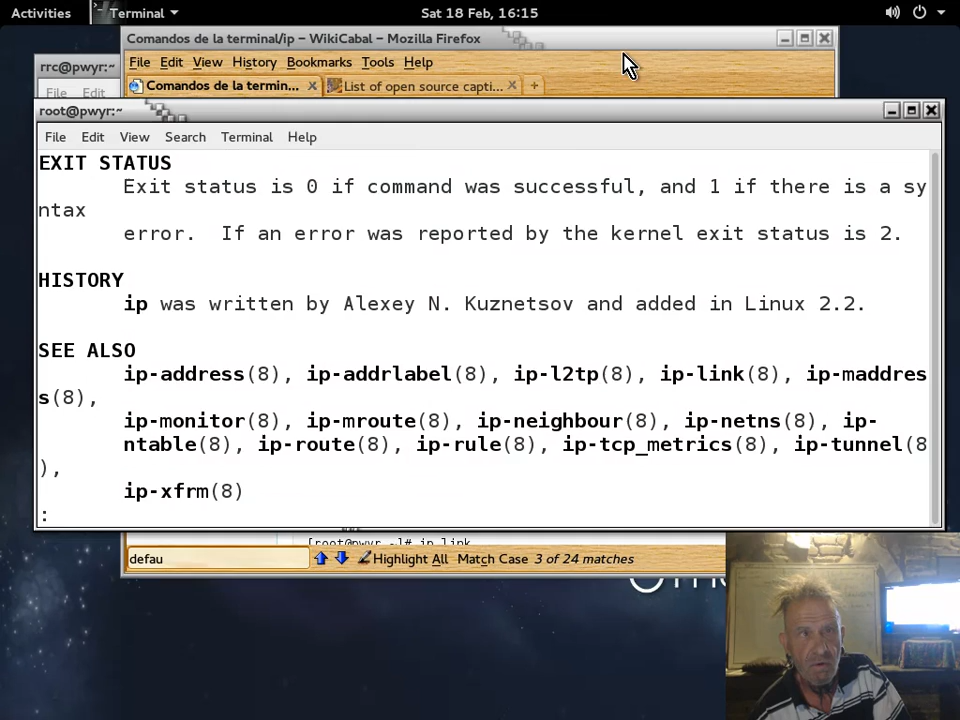 Activities
Terminal
Sat 18 Feb, 16:15
Comandos de la terminal/ip – WikiCabal – Mozilla Firefox
rrc@pwyr:~
File Edit View History Bookmarks Tools Help
File Edit
Comandos de la termin...
List of open source capti...
root@pwyr:~
File Edit View Search Terminal Help
EXIT STATUS
Exit status is 0 if command was successful, and 1 if there is a sy
ntax
error. If an error was reported by the kernel exit status is 2.
HISTORY
ip was written by Alexey N. Kuznetsov and added in Linux 2.2.
SEE ALSO
ip-address(8), ip-addrlabel(8), ip-l2tp(8), ip-link(8), ip-maddres
s(8),
ip-monitor(8), ip-mroute(8), ip-neighbour(8), ip-netns(8), ip-
ntable(8), ip-route(8), ip-rule(8), ip-tcp_metrics(8), ip-tunnel(8
),
ip-xfrm(8)
:
[root@pwyr ~]# ip link
defau
Highlight All Match Case 3 of 24 matches